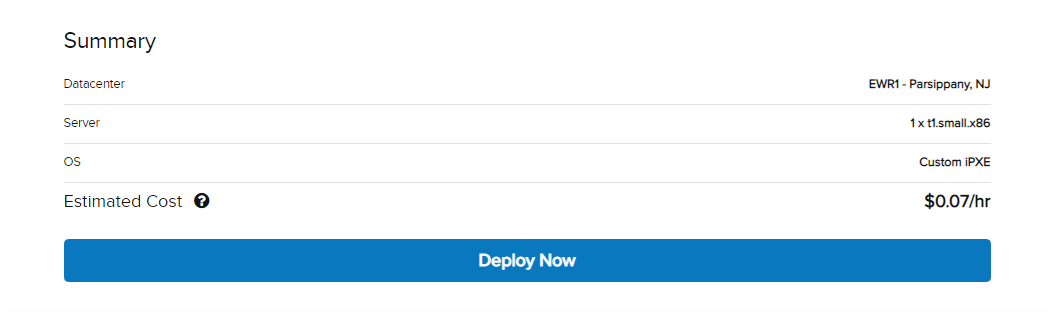 Summary
Datacenter EWR1 - Parsippany, NJ
Server 1 x t1.small.x86
OS Custom iPXE
Estimated Cost ? $0.07/hr
Deploy Now